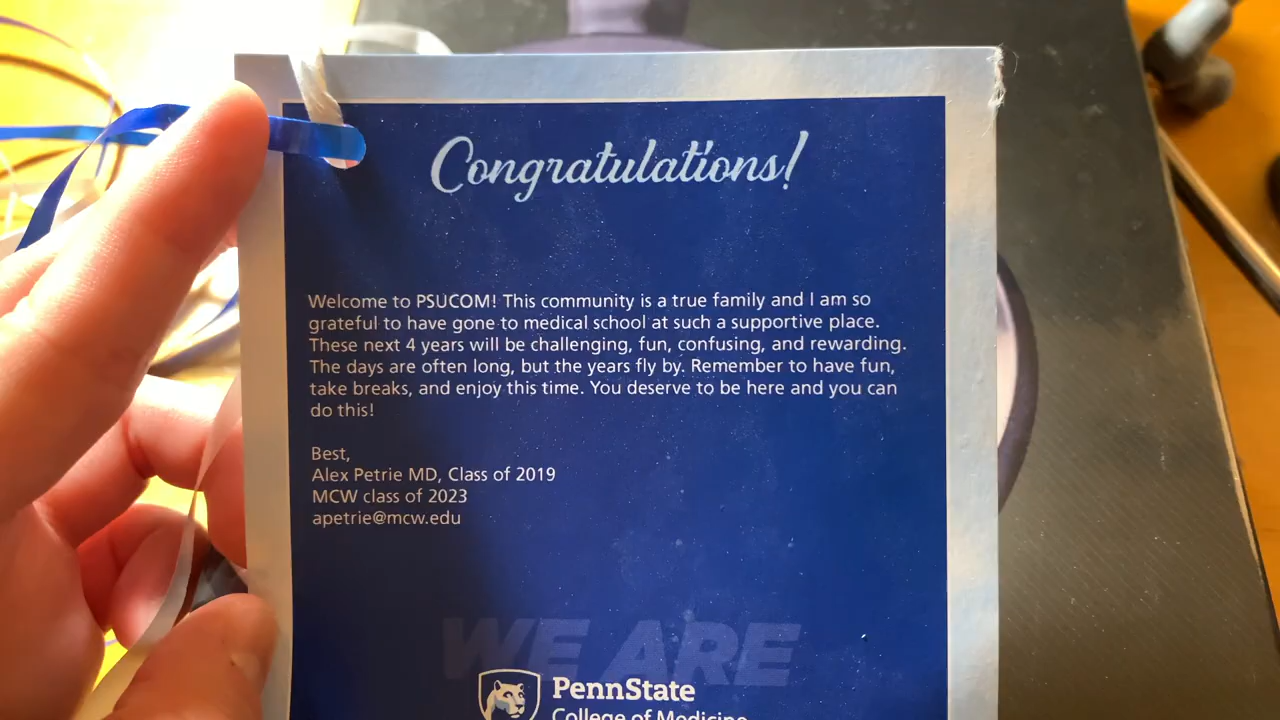 Congratulations!
Welcome to PSUCOM! This community is a true family and I am so
grateful to have gone to medical school at such a supportive place.
These next 4 years will be challenging, fun, confusing, and rewarding.
The days are often long, but the years fly by. Remember to have fun,
take breaks, and enjoy this time. You deserve to be here and you can
do this!
Best,
Alex Petrie MD, Class of 2019
MCW class of 2023
apetrie@mcw.edu
WE ARE
PennState
College of Medicine